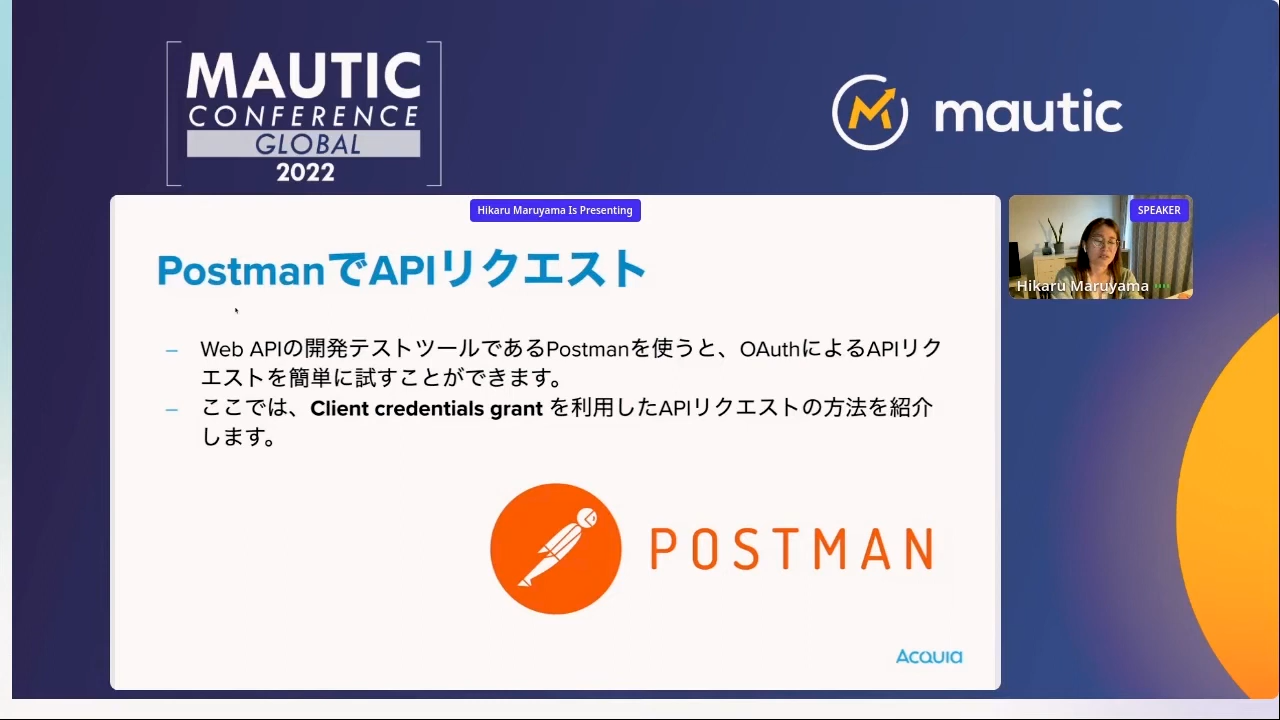 MAUTIC
CONFERENCE
GLOBAL
2022
mautic
Hikaru Maruyama Is Presenting
SPEAKER
Hikaru Maruyama
PostmanでAPIリクエスト
– Web APIの開発テストツールであるPostmanを使うと、OAuthによるAPIリク
エストを簡単に試すことができます。
– ここでは、Client credentials grant を利用したAPIリクエストの方法を紹介
します。
POSTMAN
Acquia